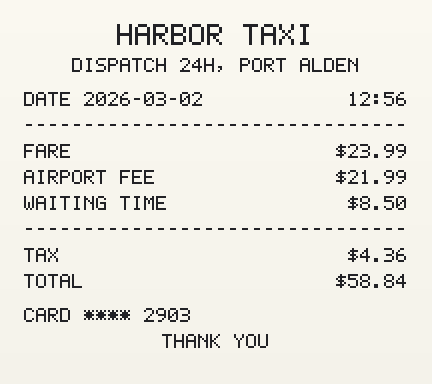 HARBOR TAXI
DISPATCH 24H, PORT ALDEN
DATE 2026-03-02 12:56
--------------------------------
FARE $23.99
AIRPORT FEE $21.99
WAITING TIME $8.50
--------------------------------
TAX $4.36
TOTAL $58.84
CARD **** 2903
THANK YOU